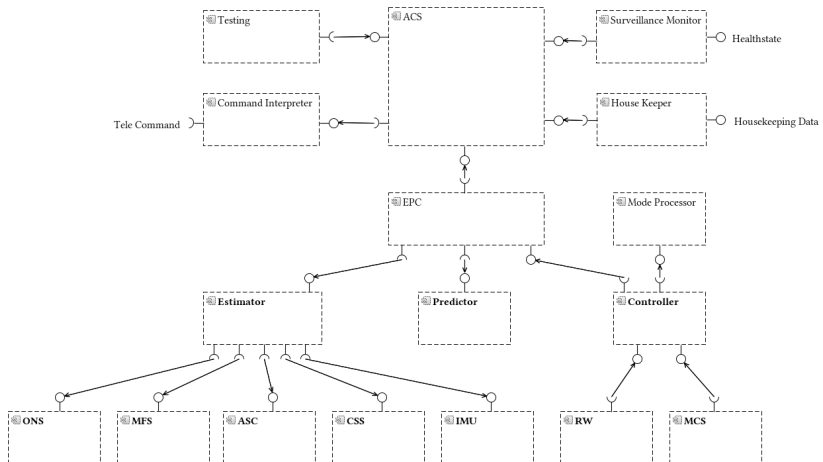 Testing
ACS
Surveillance Monitor
Healthstate
Tele Command
Command Interpreter
House Keeper
Housekeeping Data
EPC
Mode Processor
Estimator
Predictor
Controller
ONS
MFS
ASC
CSS
IMU
RW
MCS